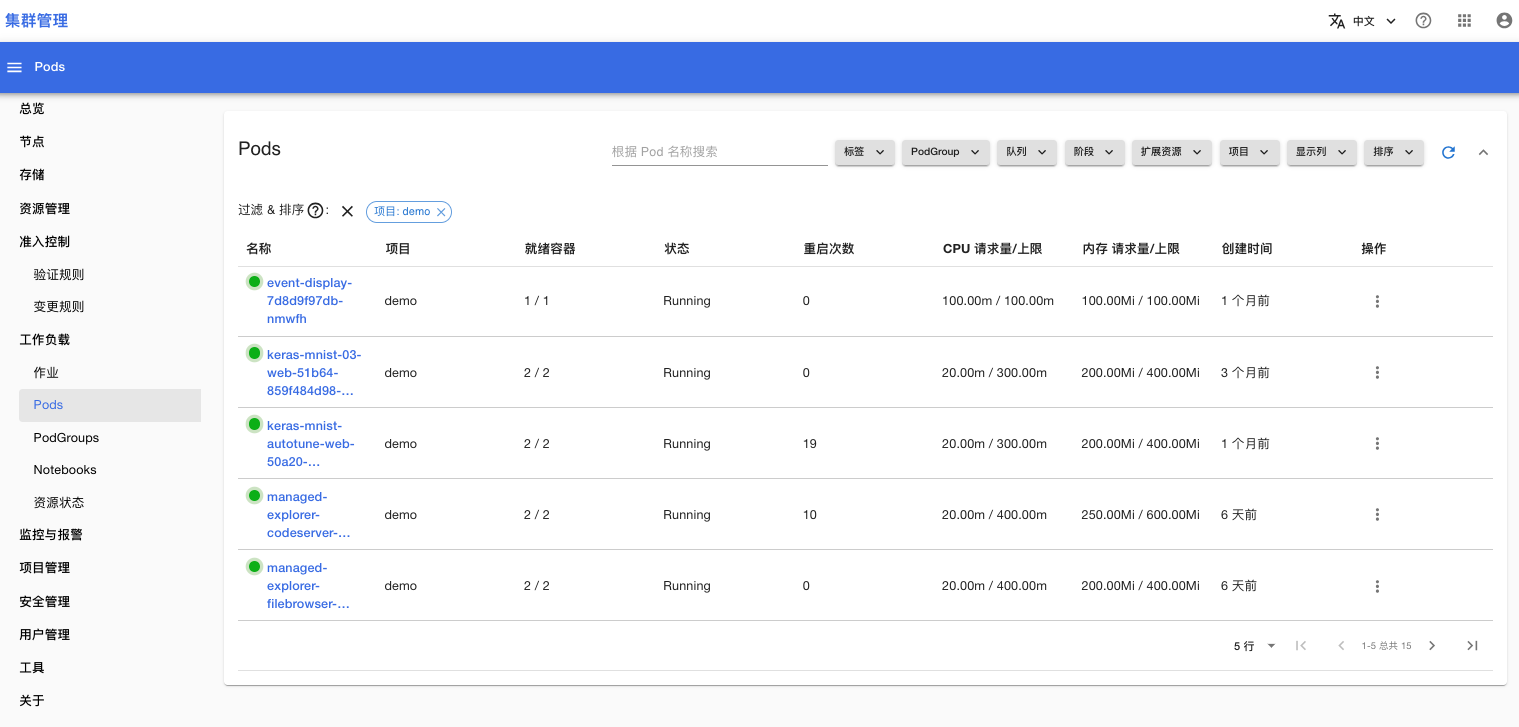 集群管理
中文
Pods
总览
节点
存储
资源管理
准入控制
验证规则
变更规则
工作负载
作业
Pods
PodGroups
Notebooks
资源状态
监控与报警
项目管理
安全管理
用户管理
工具
关于
Pods
根据 Pod 名称搜索
标签
PodGroup
队列
阶段
扩展资源
项目
显示列
排序
过滤 & 排序 :
项目: demo
名称 项目 就绪容器 状态 重启次数 CPU 请求量/上限 内存 请求量/上限 创建时间 操作
event-display-
7d8d9f97db-
nmwfh
demo 1 / 1 Running 0 100.00m / 100.00m 100.00Mi / 100.00Mi 1 个月前
keras-mnist-03-
web-51b64-
859f484d98-...
demo 2 / 2 Running 0 20.00m / 300.00m 200.00Mi / 400.00Mi 3 个月前
keras-mnist-
autotune-web-
50a20-...
demo 2 / 2 Running 19 20.00m / 300.00m 200.00Mi / 400.00Mi 1 个月前
managed-
explorer-
codeserver-...
demo 2 / 2 Running 10 20.00m / 400.00m 250.00Mi / 600.00Mi 6 天前
managed-
explorer-
filebrowser-...
demo 2 / 2 Running 0 20.00m / 400.00m 200.00Mi / 400.00Mi 6 天前
5 行
1-5 总共 15